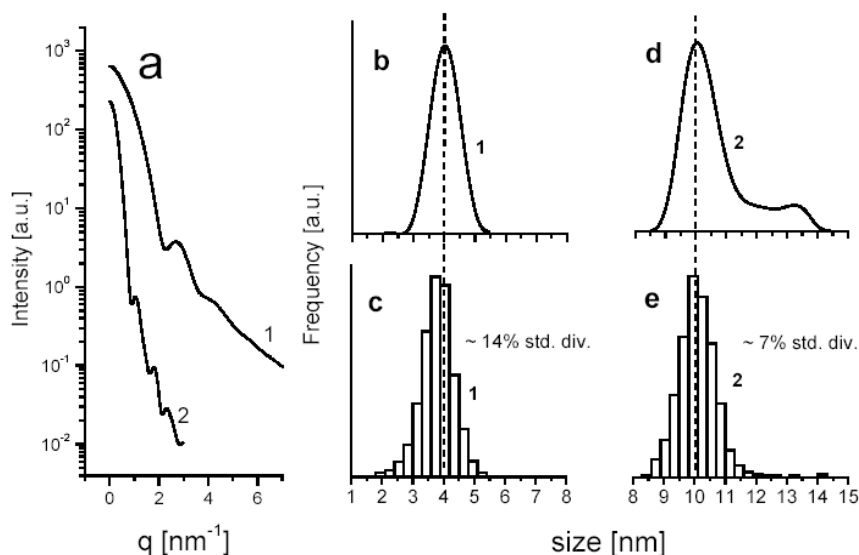 a
Intensity [a.u.]
10³
10²
10¹
10⁰
10⁻¹
10⁻²
1
2
0 2 4 6
q [nm⁻¹]
Frequency [a.u.]
b
1
d
2
c
~ 14% std. div.
1
e
~ 7% std. div.
2
1 2 3 4 5 6 7 8
8 9 10 11 12 13 14 15
size [nm]